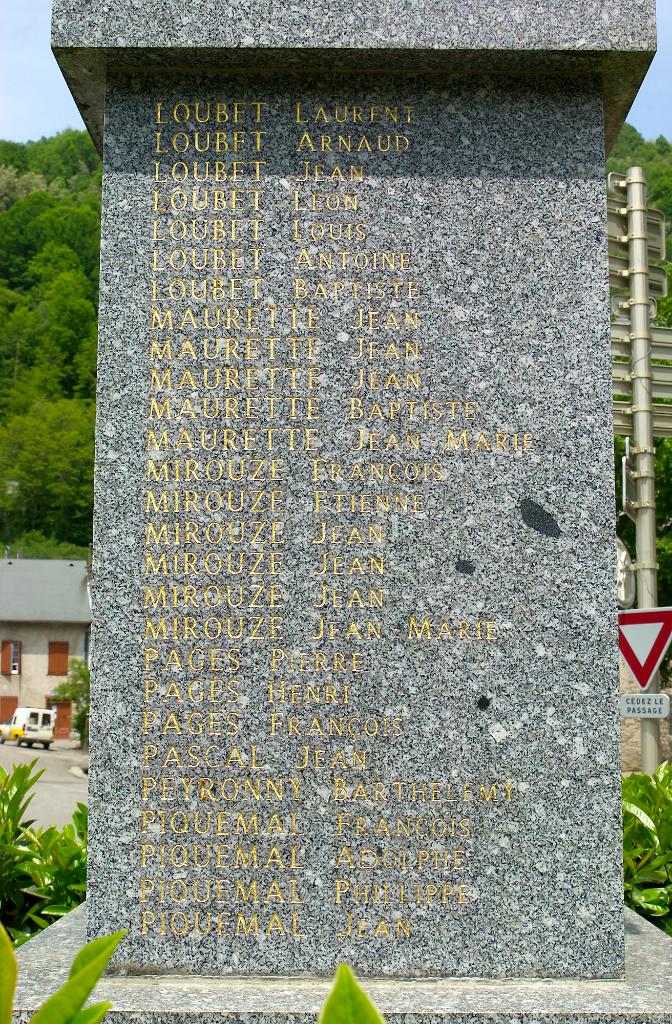 LOUBET LAURENT
LOUBET ARNAUD
LOUBET JEAN
LOUBET LEON
LOUBET LOUIS
LOUBET ANTOINE
LOUBET BAPTISTE
MAURETTE JEAN
MAURETTE JEAN
MAURETTE JEAN
MAURETTE BAPTISTE
MAURETTE JEAN-MARIE
MIROUZE FRANÇOIS
MIROUZE ETIENNE
MIROUZE JEAN
MIROUZE JEAN
MIROUZE JEAN
MIROUZE JEAN-MARIE
PAGES PIERRE
PAGES HENRI
PAGES FRANÇOIS
PASCAL JEAN
PEYRONNY BARTHELEMY
PIQUEMAL FRANÇOIS
PIQUEMAL ADOLPHE
PIQUEMAL PHILLIPPE
PIQUEMAL JEAN
CEDEZ LE
PASSAGE